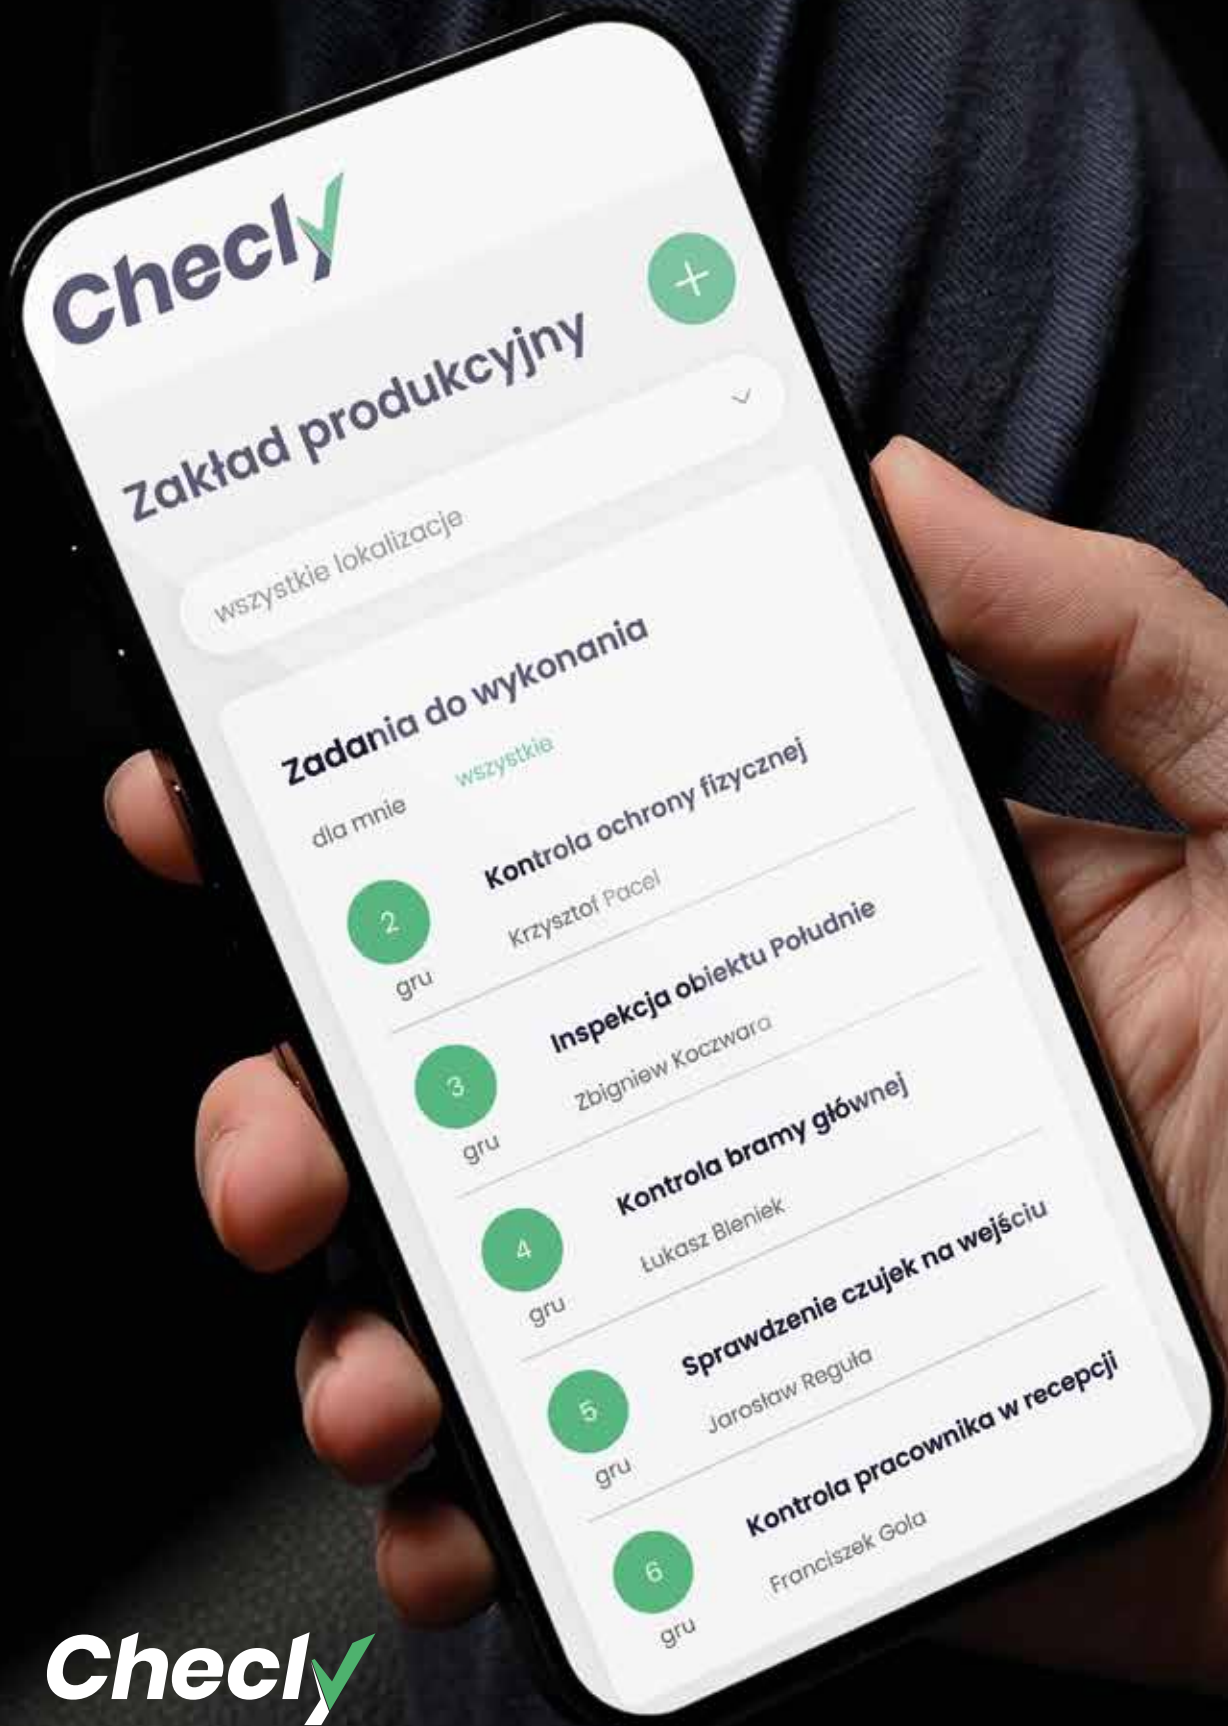 Checly
Zakład produkcyjny
+
wszystkie lokalizacje
Zadania do wykonania
dla mnie wszystkie
2 gru
Kontrola ochrony fizycznej
Krzysztof Pacel
3 gru
Inspekcja obiektu Południe
Zbigniew Koczwara
4 gru
Kontrola bramy głównej
Łukasz Bieniek
5 gru
Sprawdzenie czujek na wejściu
Jarosław Reguła
6 gru
Kontrola pracownika w recepcji
Franciszek Gola
Checly